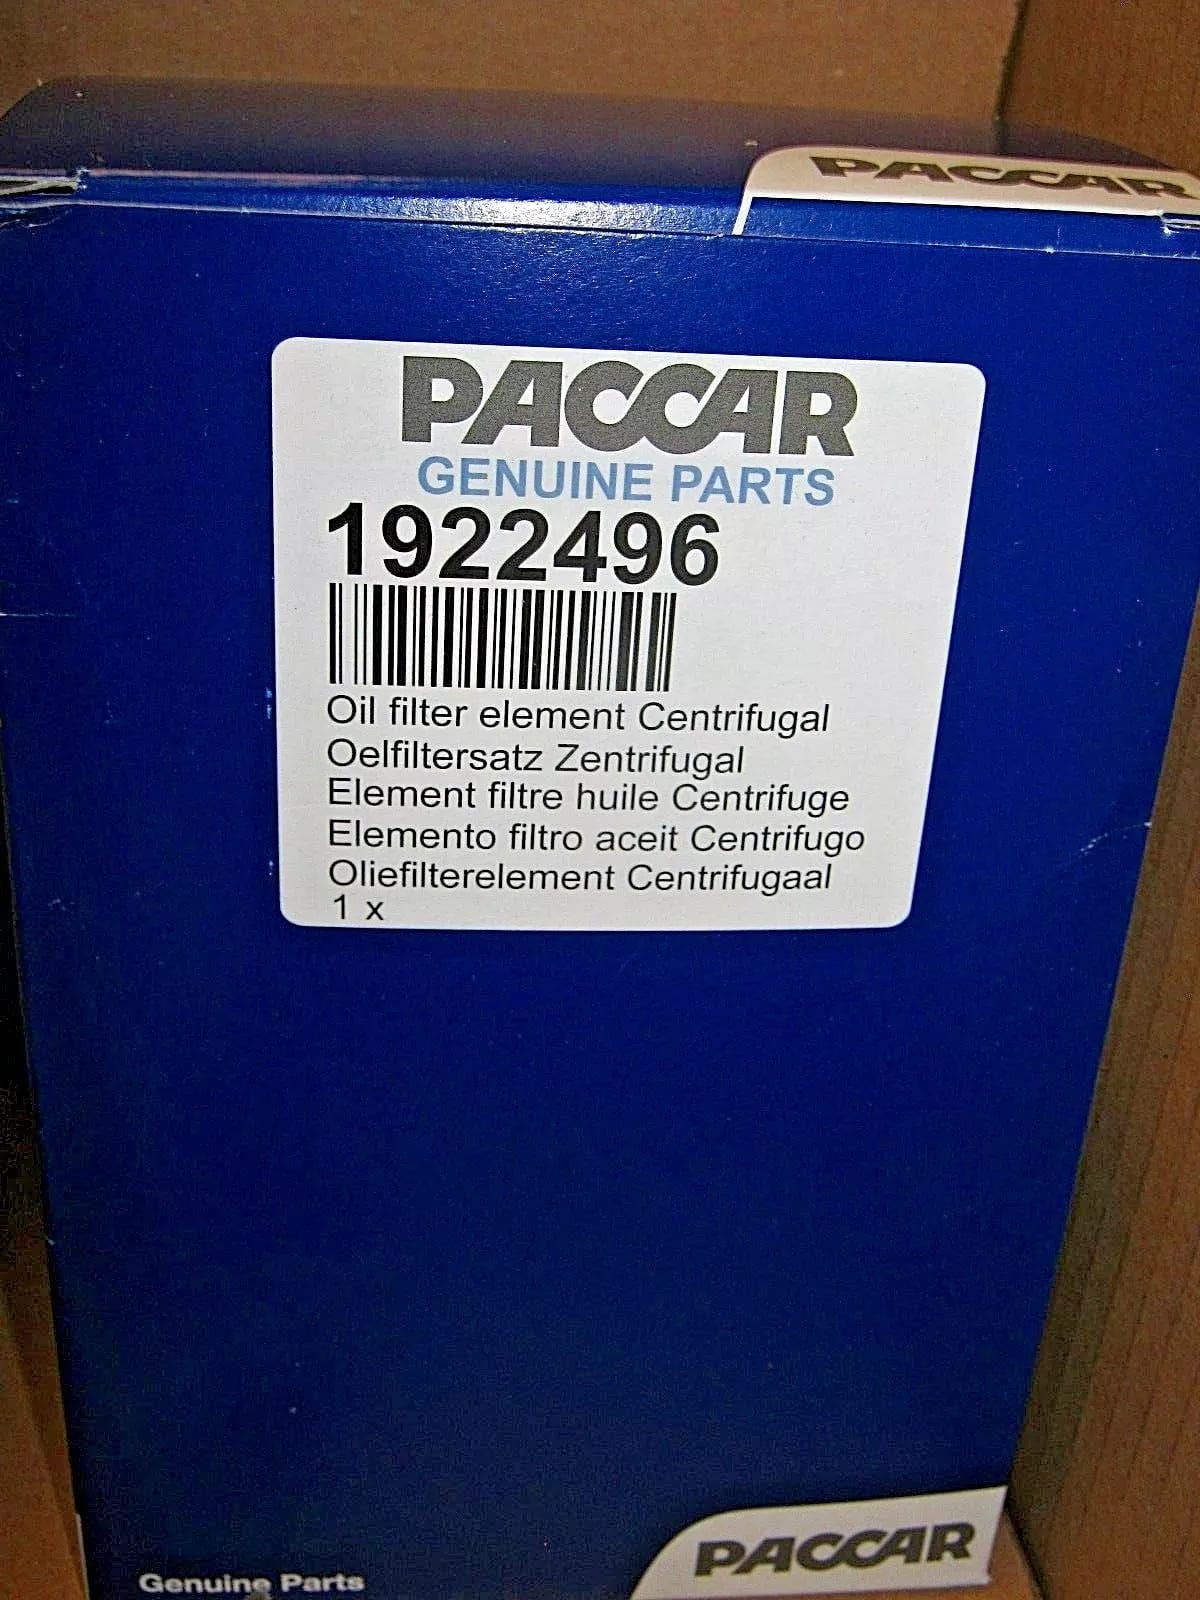 PACCAR
PACCAR
GENUINE PARTS
1922496
Oil filter element Centrifugal
Oelfiltersatz Zentrifugal
Element filtre huile Centrifuge
Elemento filtro aceit Centrifugo
Oliefilterelement Centrifugaal
1 x
PACCAR
Genuine Parts